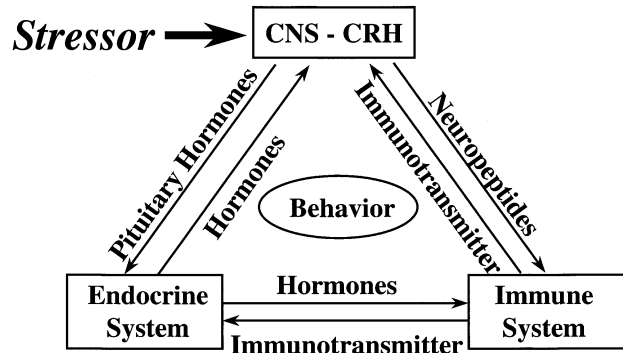 Stressor
CNS - CRH
Pituitary Hormones
Hormones
Immunotransmitter
Neuropeptides
Behavior
Endocrine
System
Hormones
Immune
System
Immunotransmitter